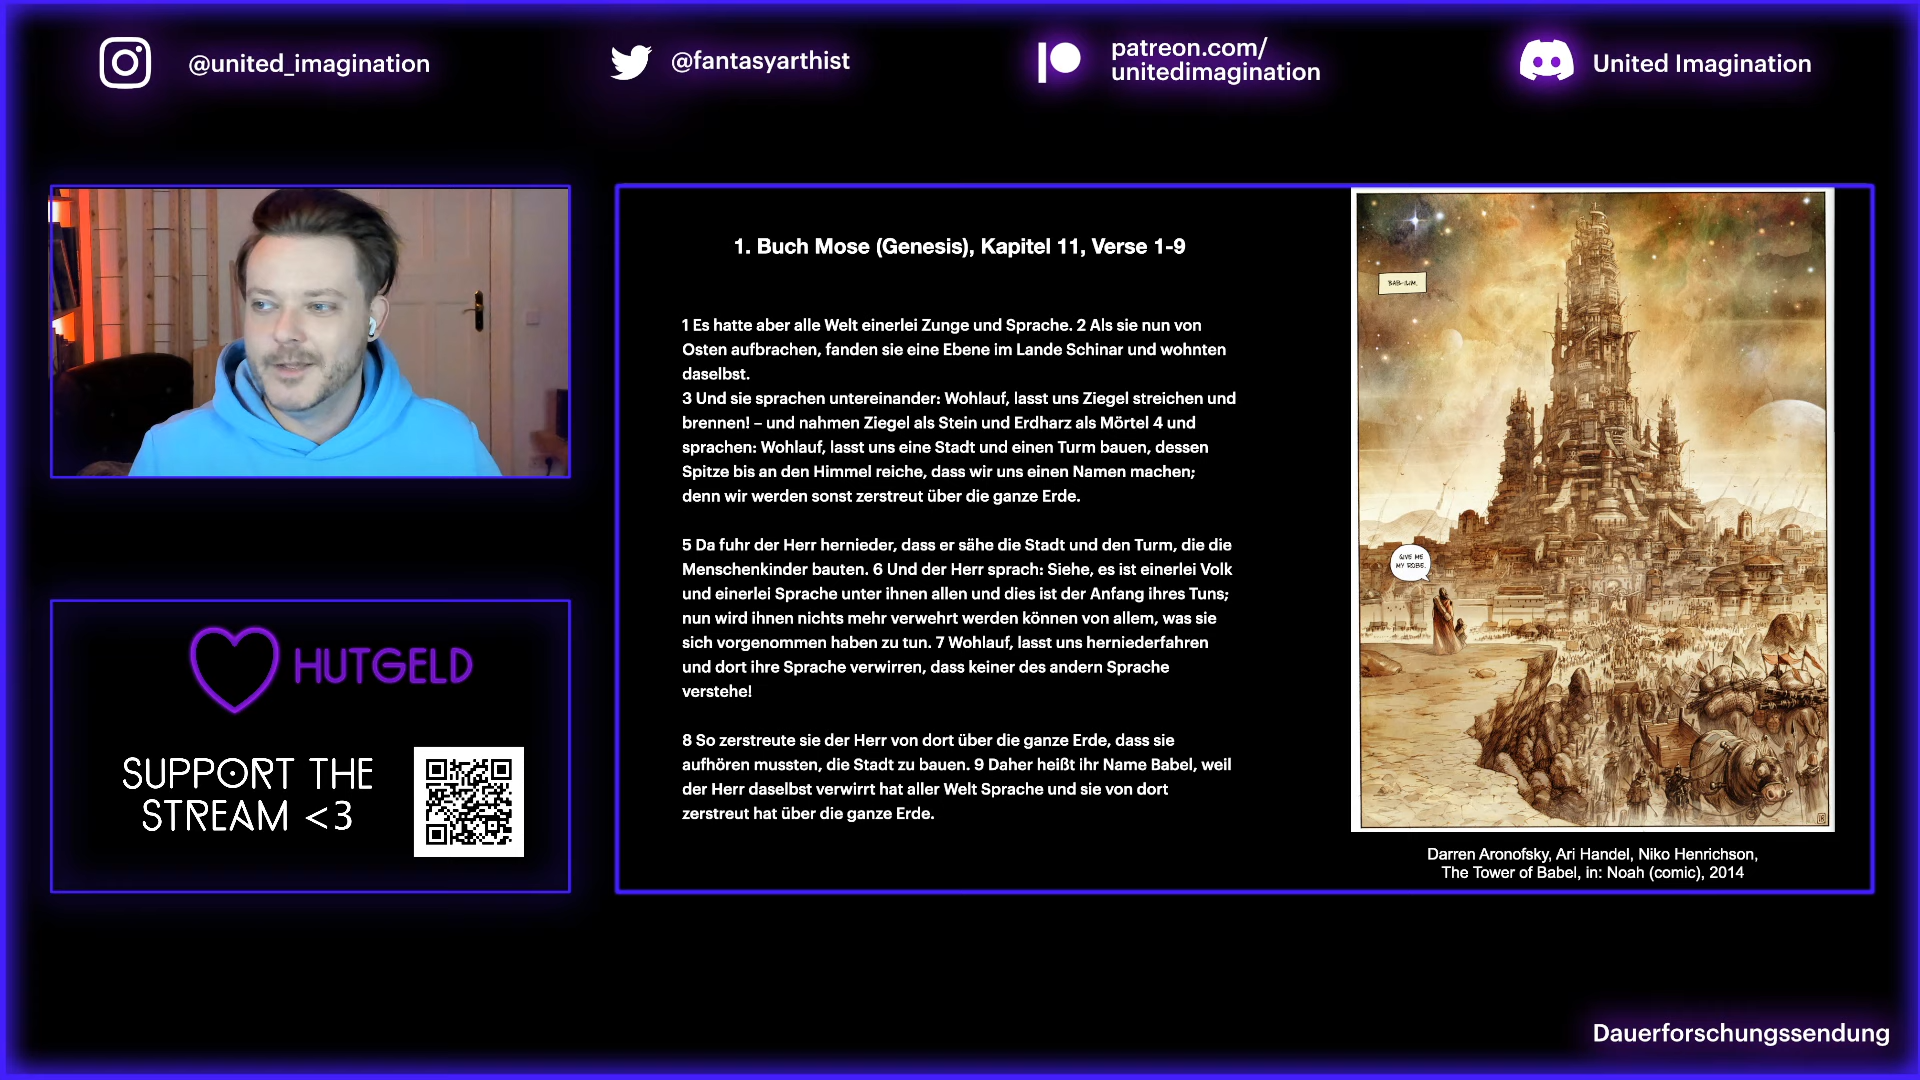 @united_imagination
@fantasyarthist
patreon.com/
unitedimagination
United Imagination
1. Buch Mose (Genesis), Kapitel 11, Verse 1-9
1 Es hatte aber alle Welt einerlei Zunge und Sprache. 2 Als sie nun von
Osten aufbrachen, fanden sie eine Ebene im Lande Schinar und wohnten
daselbst.
3 Und sie sprachen untereinander: Wohlauf, lasst uns Ziegel streichen und
brennen! – und nahmen Ziegel als Stein und Erdharz als Mörtel 4 und
sprachen: Wohlauf, lasst uns eine Stadt und einen Turm bauen, dessen
Spitze bis an den Himmel reiche, dass wir uns einen Namen machen;
denn wir werden sonst zerstreut über die ganze Erde.
5 Da fuhr der Herr hernieder, dass er sähe die Stadt und den Turm, die die
Menschenkinder bauten. 6 Und der Herr sprach: Siehe, es ist einerlei Volk
und einerlei Sprache unter ihnen allen und dies ist der Anfang ihres Tuns;
nun wird ihnen nichts mehr verwehrt werden können von allem, was sie
sich vorgenommen haben zu tun. 7 Wohlauf, lasst uns herniederfahren
und dort ihre Sprache verwirren, dass keiner des andern Sprache
verstehe!
8 So zerstreute sie der Herr von dort über die ganze Erde, dass sie
aufhören mussten, die Stadt zu bauen. 9 Daher heißt ihr Name Babel, weil
der Herr daselbst verwirrt hat aller Welt Sprache und sie von dort
zerstreut hat über die ganze Erde.
BAB-ILIM.
GIVE ME
MY ROBE.
Darren Aronofsky, Ari Handel, Niko Henrichson,
The Tower of Babel, in: Noah (comic), 2014
HUTGELD
SUPPORT THE
STREAM <3
Dauerforschungssendung